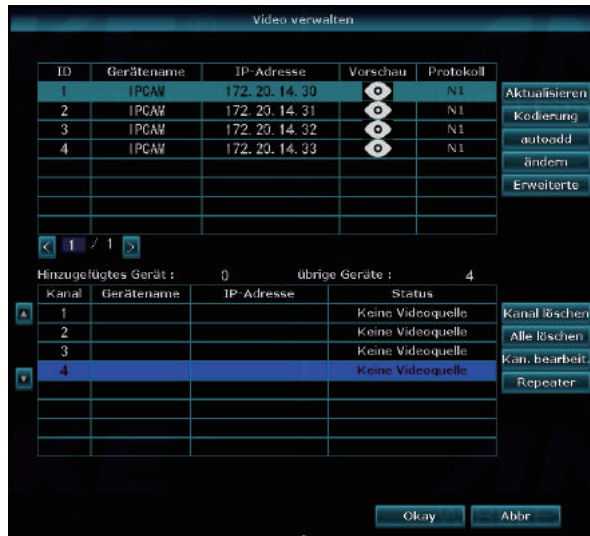 Video verwalten
ID Gerätename IP-Adresse Vorschau Protokoll
1 IPCAM 172. 20. 14. 30 N1 Aktualisieren
2 IPCAM 172. 20. 14. 31 N1 Kodierung
3 IPCAM 172. 20. 14. 32 N1 autoadd
4 IPCAM 172. 20. 14. 33 N1 ändern
Erweiterte
< 1 / 1 >
Hinzugefügtes Gerät : 0 übrige Geräte : 4
Kanal Gerätename IP-Adresse Status
1 Keine Videoquelle Kanal löschen
2 Keine Videoquelle Alle löschen
3 Keine Videoquelle Kan. bearbeit.
4 Keine Videoquelle Repeater
Okay Abbr